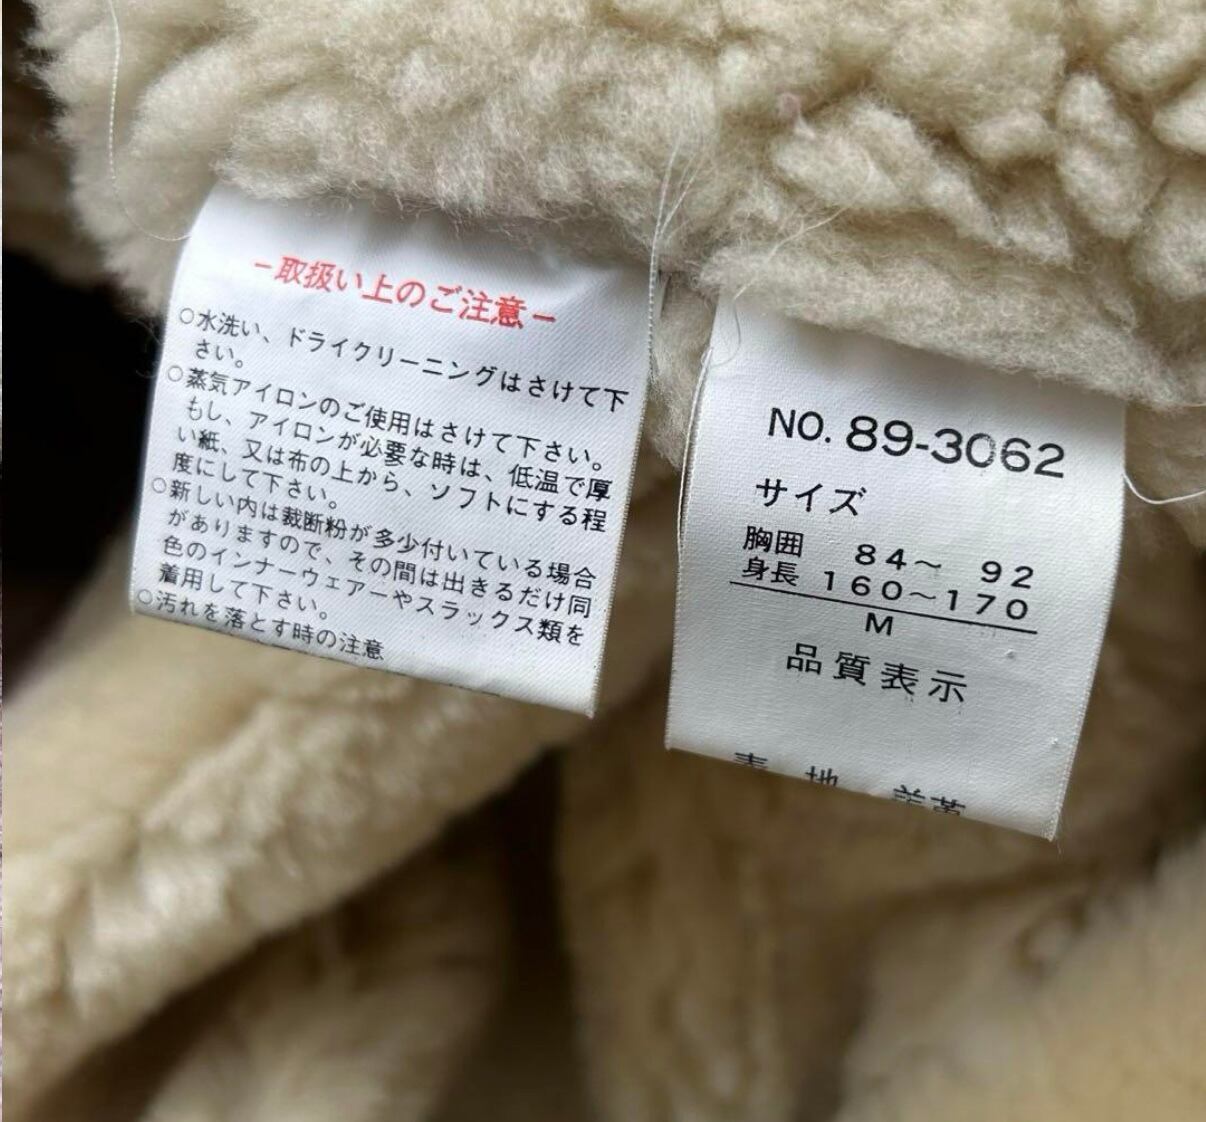 －取扱い上のご注意－
○水洗い、ドライクリーニングはさけて下
さい。
○蒸気アイロンのご使用はさけて下さい。
もし、アイロンが必要な時は、低温で厚
い紙、又は布の上から、ソフトにする程
度にして下さい。
○新しい内は裁断粉が多少付いている場合
がありますので、その間は出きるだけ同
色のインナーウェアーやスラックス類を
着用して下さい。
○汚れを落とす時の注意
NO. 89-3062
サイズ
胸囲 84～ 92
身長 160～170
M
品質表示
表地 羊革